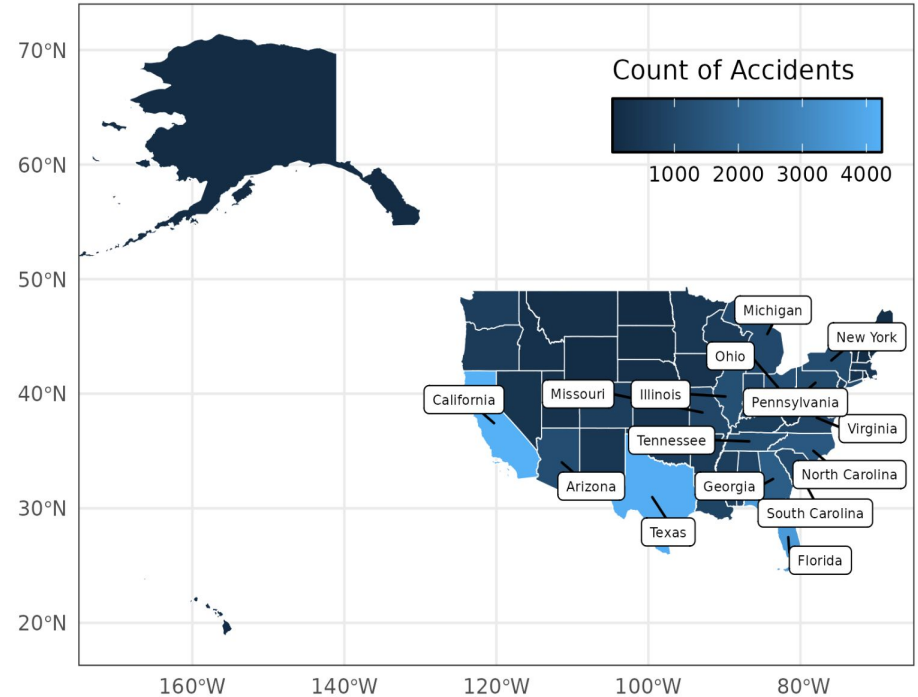 70°N
Count of Accidents
60°N
1000 2000 3000 4000
50°N
Michigan
New York
Ohio
40°N
California
Missouri
Illinois
Pennsylvania
Virginia
Tennessee
North Carolina
Arizona
Georgia
30°N
South Carolina
Texas
Florida
20°N
160°W 140°W 120°W 100°W 80°W